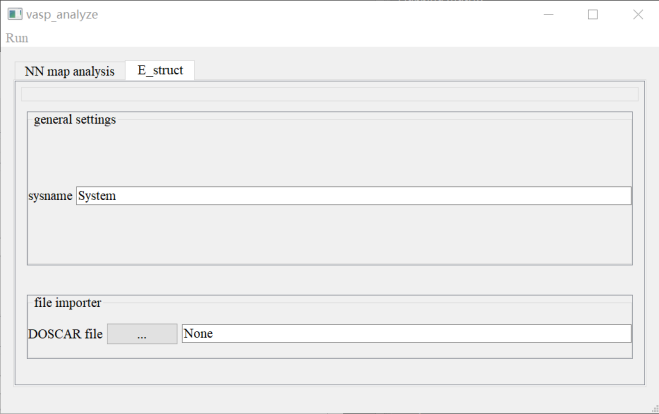 vasp_analyze
Run
NN map analysis E_struct
general settings
sysname System
file importer
DOSCAR file ... None